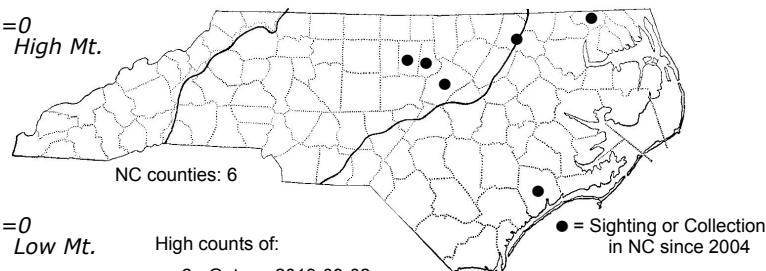 =0
High Mt.
NC counties: 6
=0
Low Mt.
High counts of:
● = Sighting or Collection
in NC since 2004